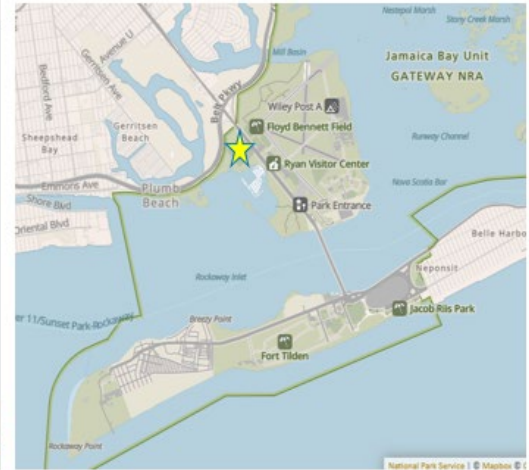 Nestepol Marsh
Stony Creek Marsh
Mill Basin
Jamaica Bay Unit
GATEWAY NRA
Avenue U
Gerritsen Ave
Bedford Ave
Belt Pkwy
Wiley Post A
Floyd Bennett Field
Runway Channel
Gerritsen
Beach
Sheepshead
Bay
Ryan Visitor Center
Nova Scotia Bar
Emmons Ave
Plumb
Beach
Shore Blvd
Park Entrance
Oriental Blvd
Belle Harbo
Neponsit
Rockaway Inlet
er 11/Sunset Park-Rockaway
Breezy Point
Jacob Riis Park
Fort Tilden
Rockaway Point
National Park Service | © Mapbox ©